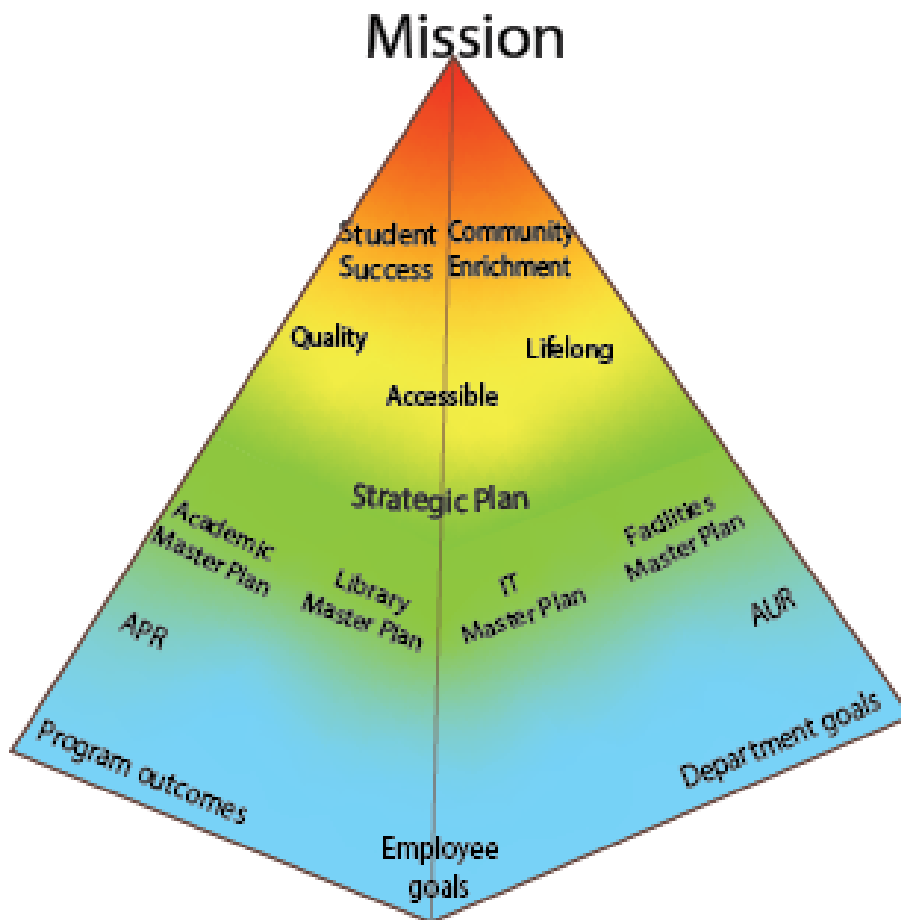 Mission
Student
Success
Community
Enrichment
Quality
Lifelong
Accessible
Strategic Plan
Academic
Master Plan
Library
Master Plan
IT
Master Plan
Facilities
Master Plan
APR
AUR
Program outcomes
Department goals
Employee
goals